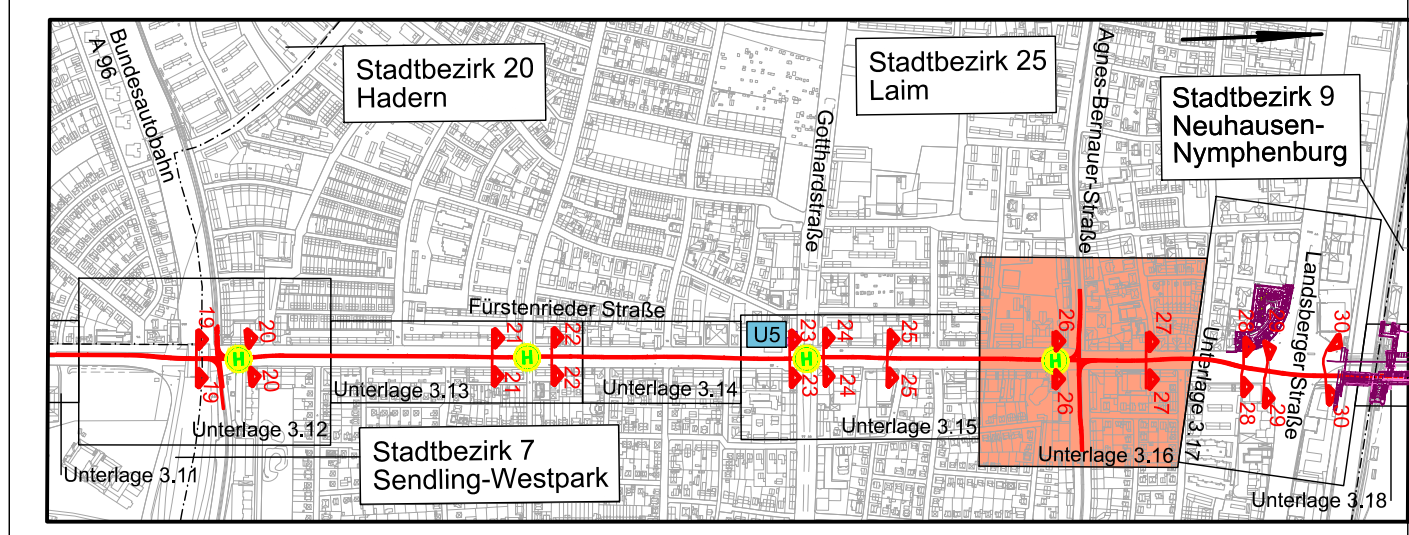 Bundesautobahn
A 96
Stadtbezirk 20
Hadern
Stadtbezirk 25
Laim
Agnes-Bernauer-Straße
Stadtbezirk 9
Neuhausen-
Nymphenburg
Gotthardstraße
Landsberger-Straße
Fürstenrieder Straße
U5
19
20
21
22
23
24
25
26
27
28
29
30
H
H
H
H
19
20
21
22
23
24
25
26
27
28
29
30
Unterlage 3.11
Unterlage 3.12
Unterlage 3.13
Unterlage 3.14
Unterlage 3.15
Unterlage 3.16
Unterlage 3.17
Unterlage 3.18
Stadtbezirk 7
Sendling-Westpark